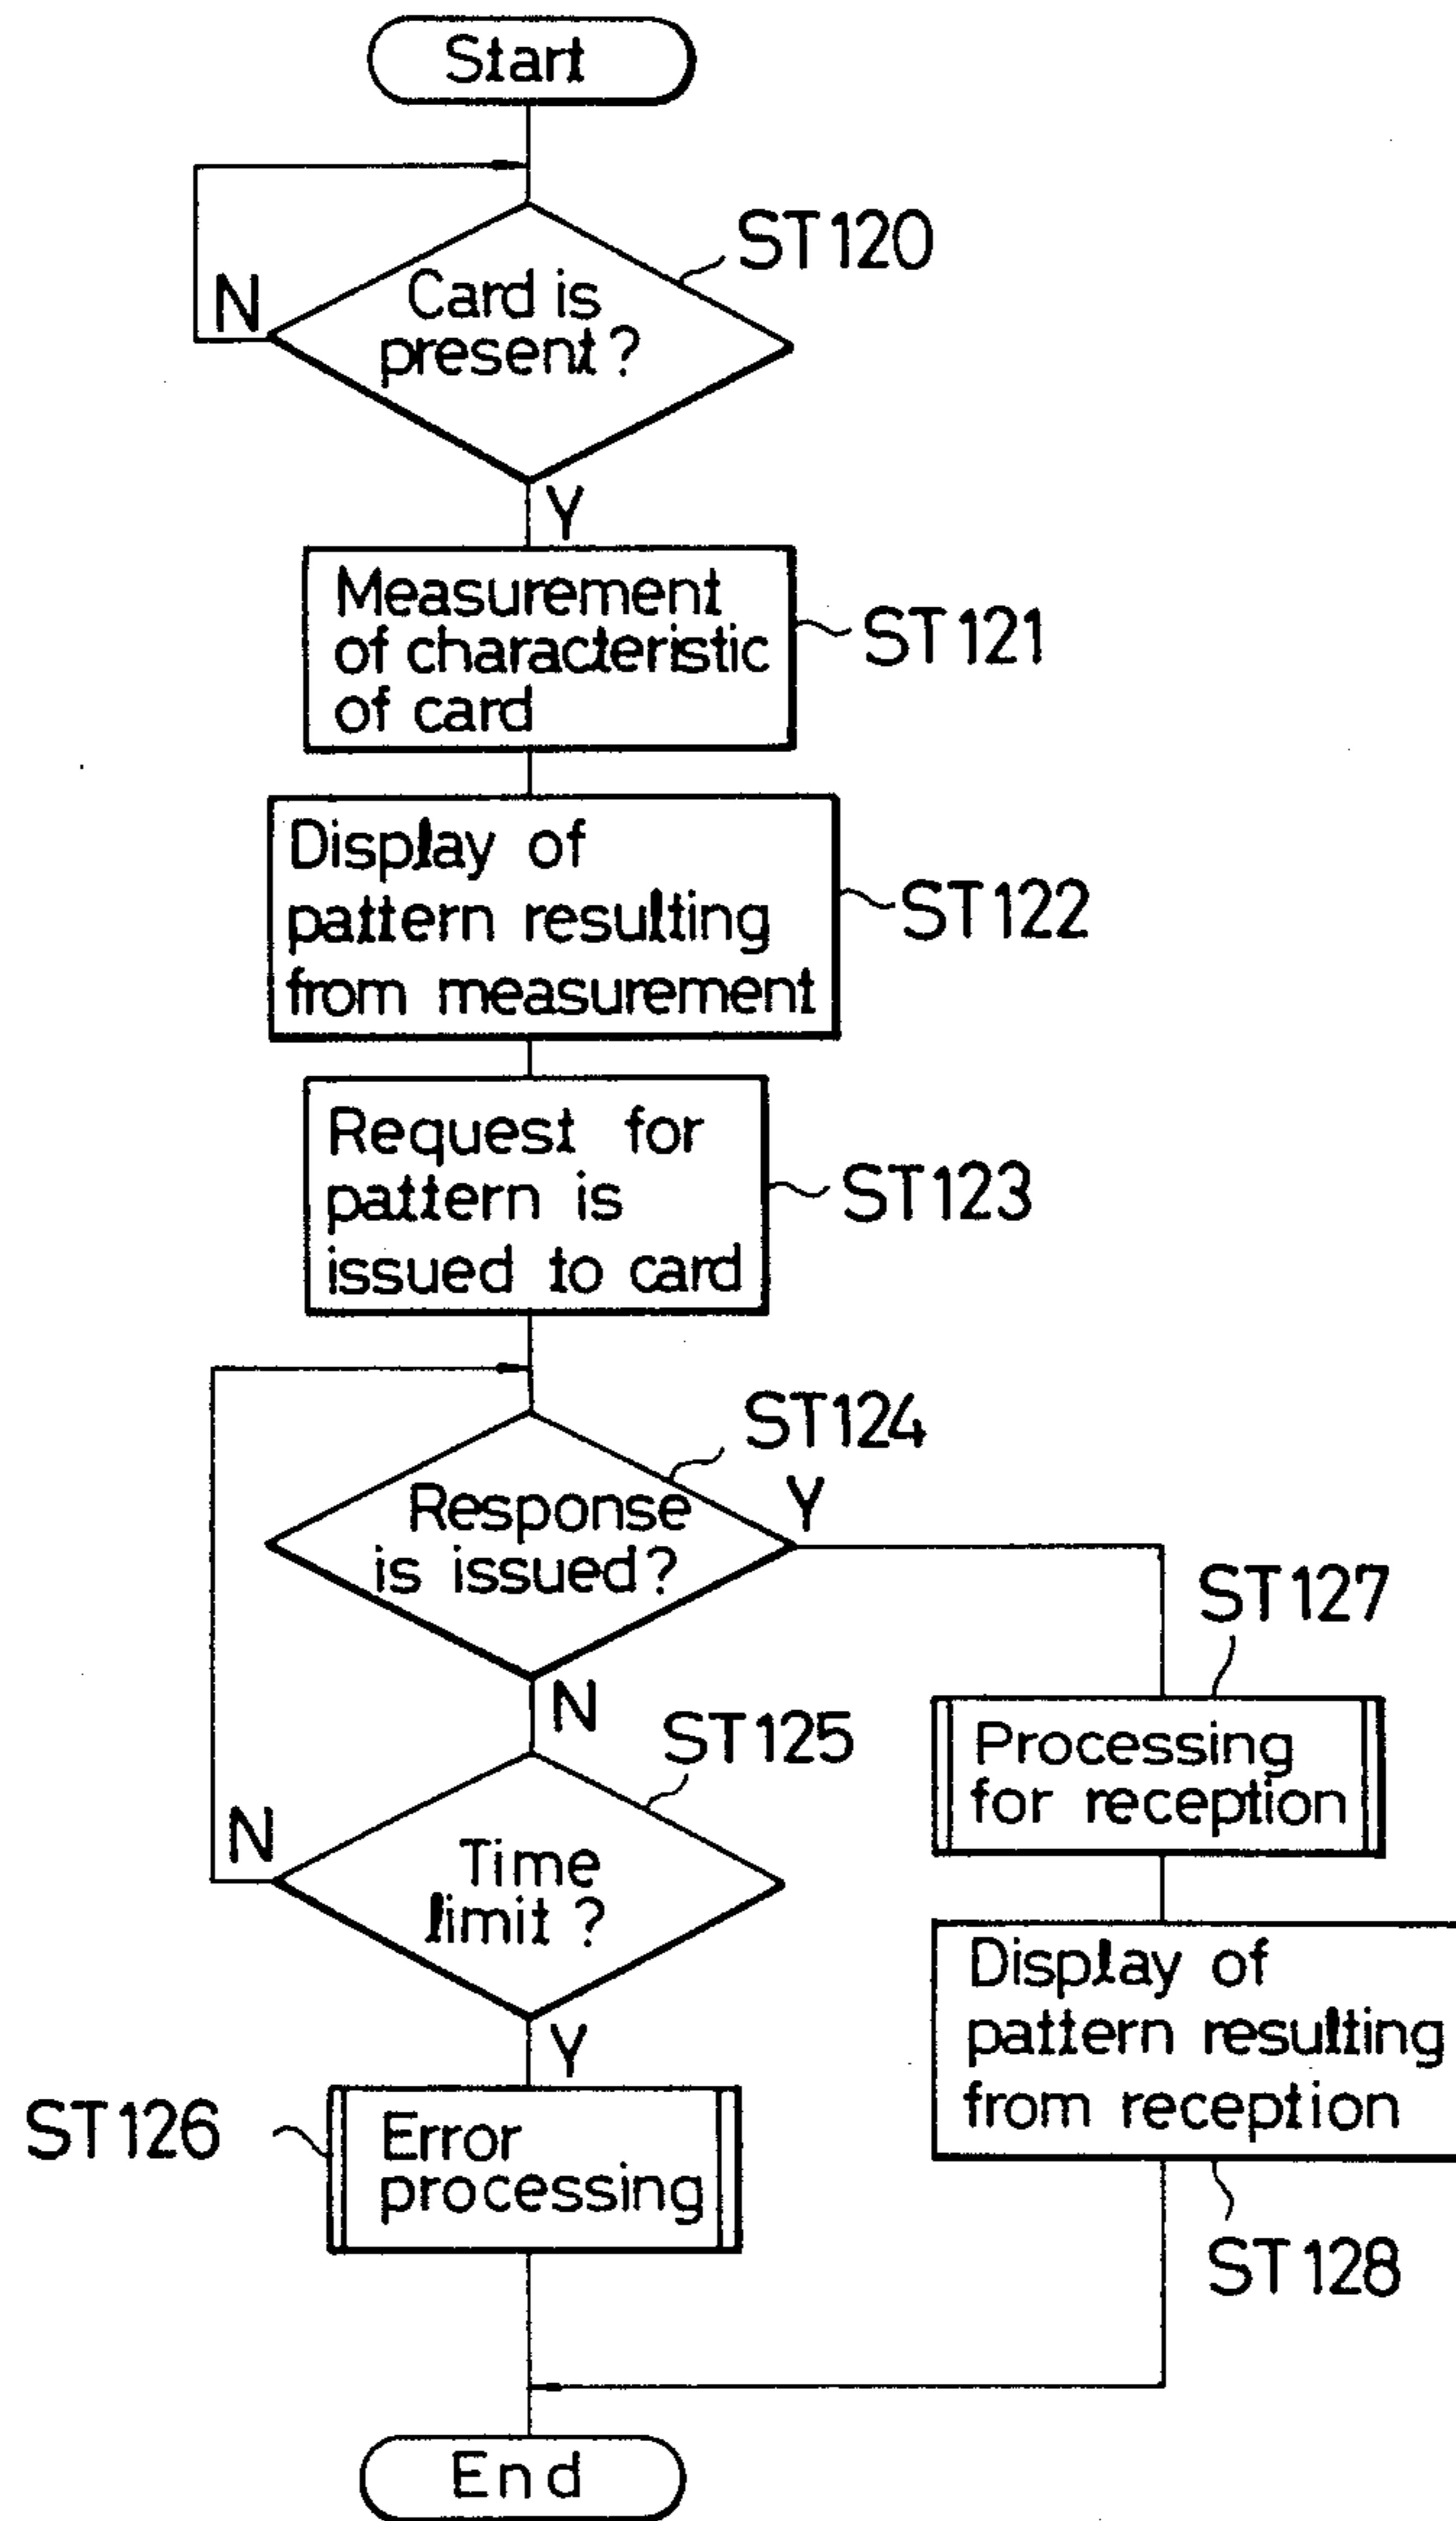 Start
ST120
N
Card is
present?
Y
Measurement
of characteristic
of card
ST121
Display of
pattern resulting
from measurement
ST122
Request for
pattern is
issued to card
ST123
ST124
Response
is issued?
Y
N
ST127
Processing
for reception
ST125
N
Time
limit?
Y
Display of
pattern resulting
from reception
ST128
ST126
Error
processing
End